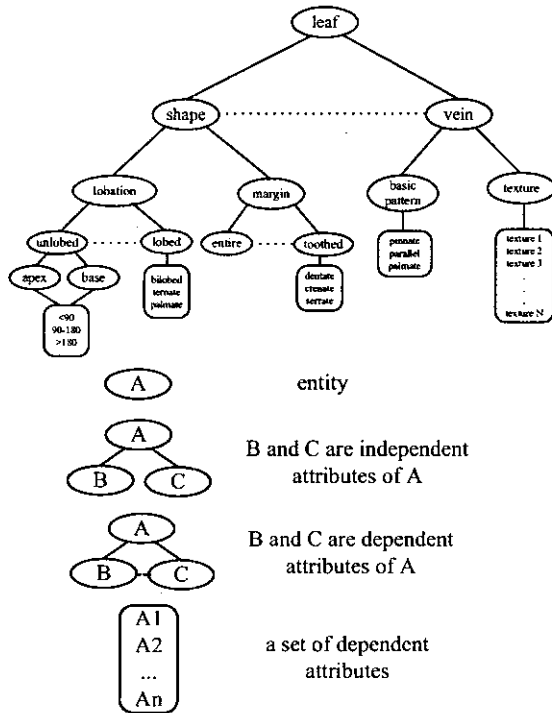 leaf
shape
vein
lobation
margin
basic
pattern
texture
unlobed
lobed
entire
toothed
apex
base
bilobed
ternate
palmate
dentate
crenate
serrate
pinnate
parallel
palmate
texture 1
texture 2
texture 3
.
.
.
texture N
<90
90-180
>180
A
entity
A
B
C
B and C are independent
attributes of A
A
B
C
B and C are dependent
attributes of A
A1
A2
...
An
a set of dependent
attributes